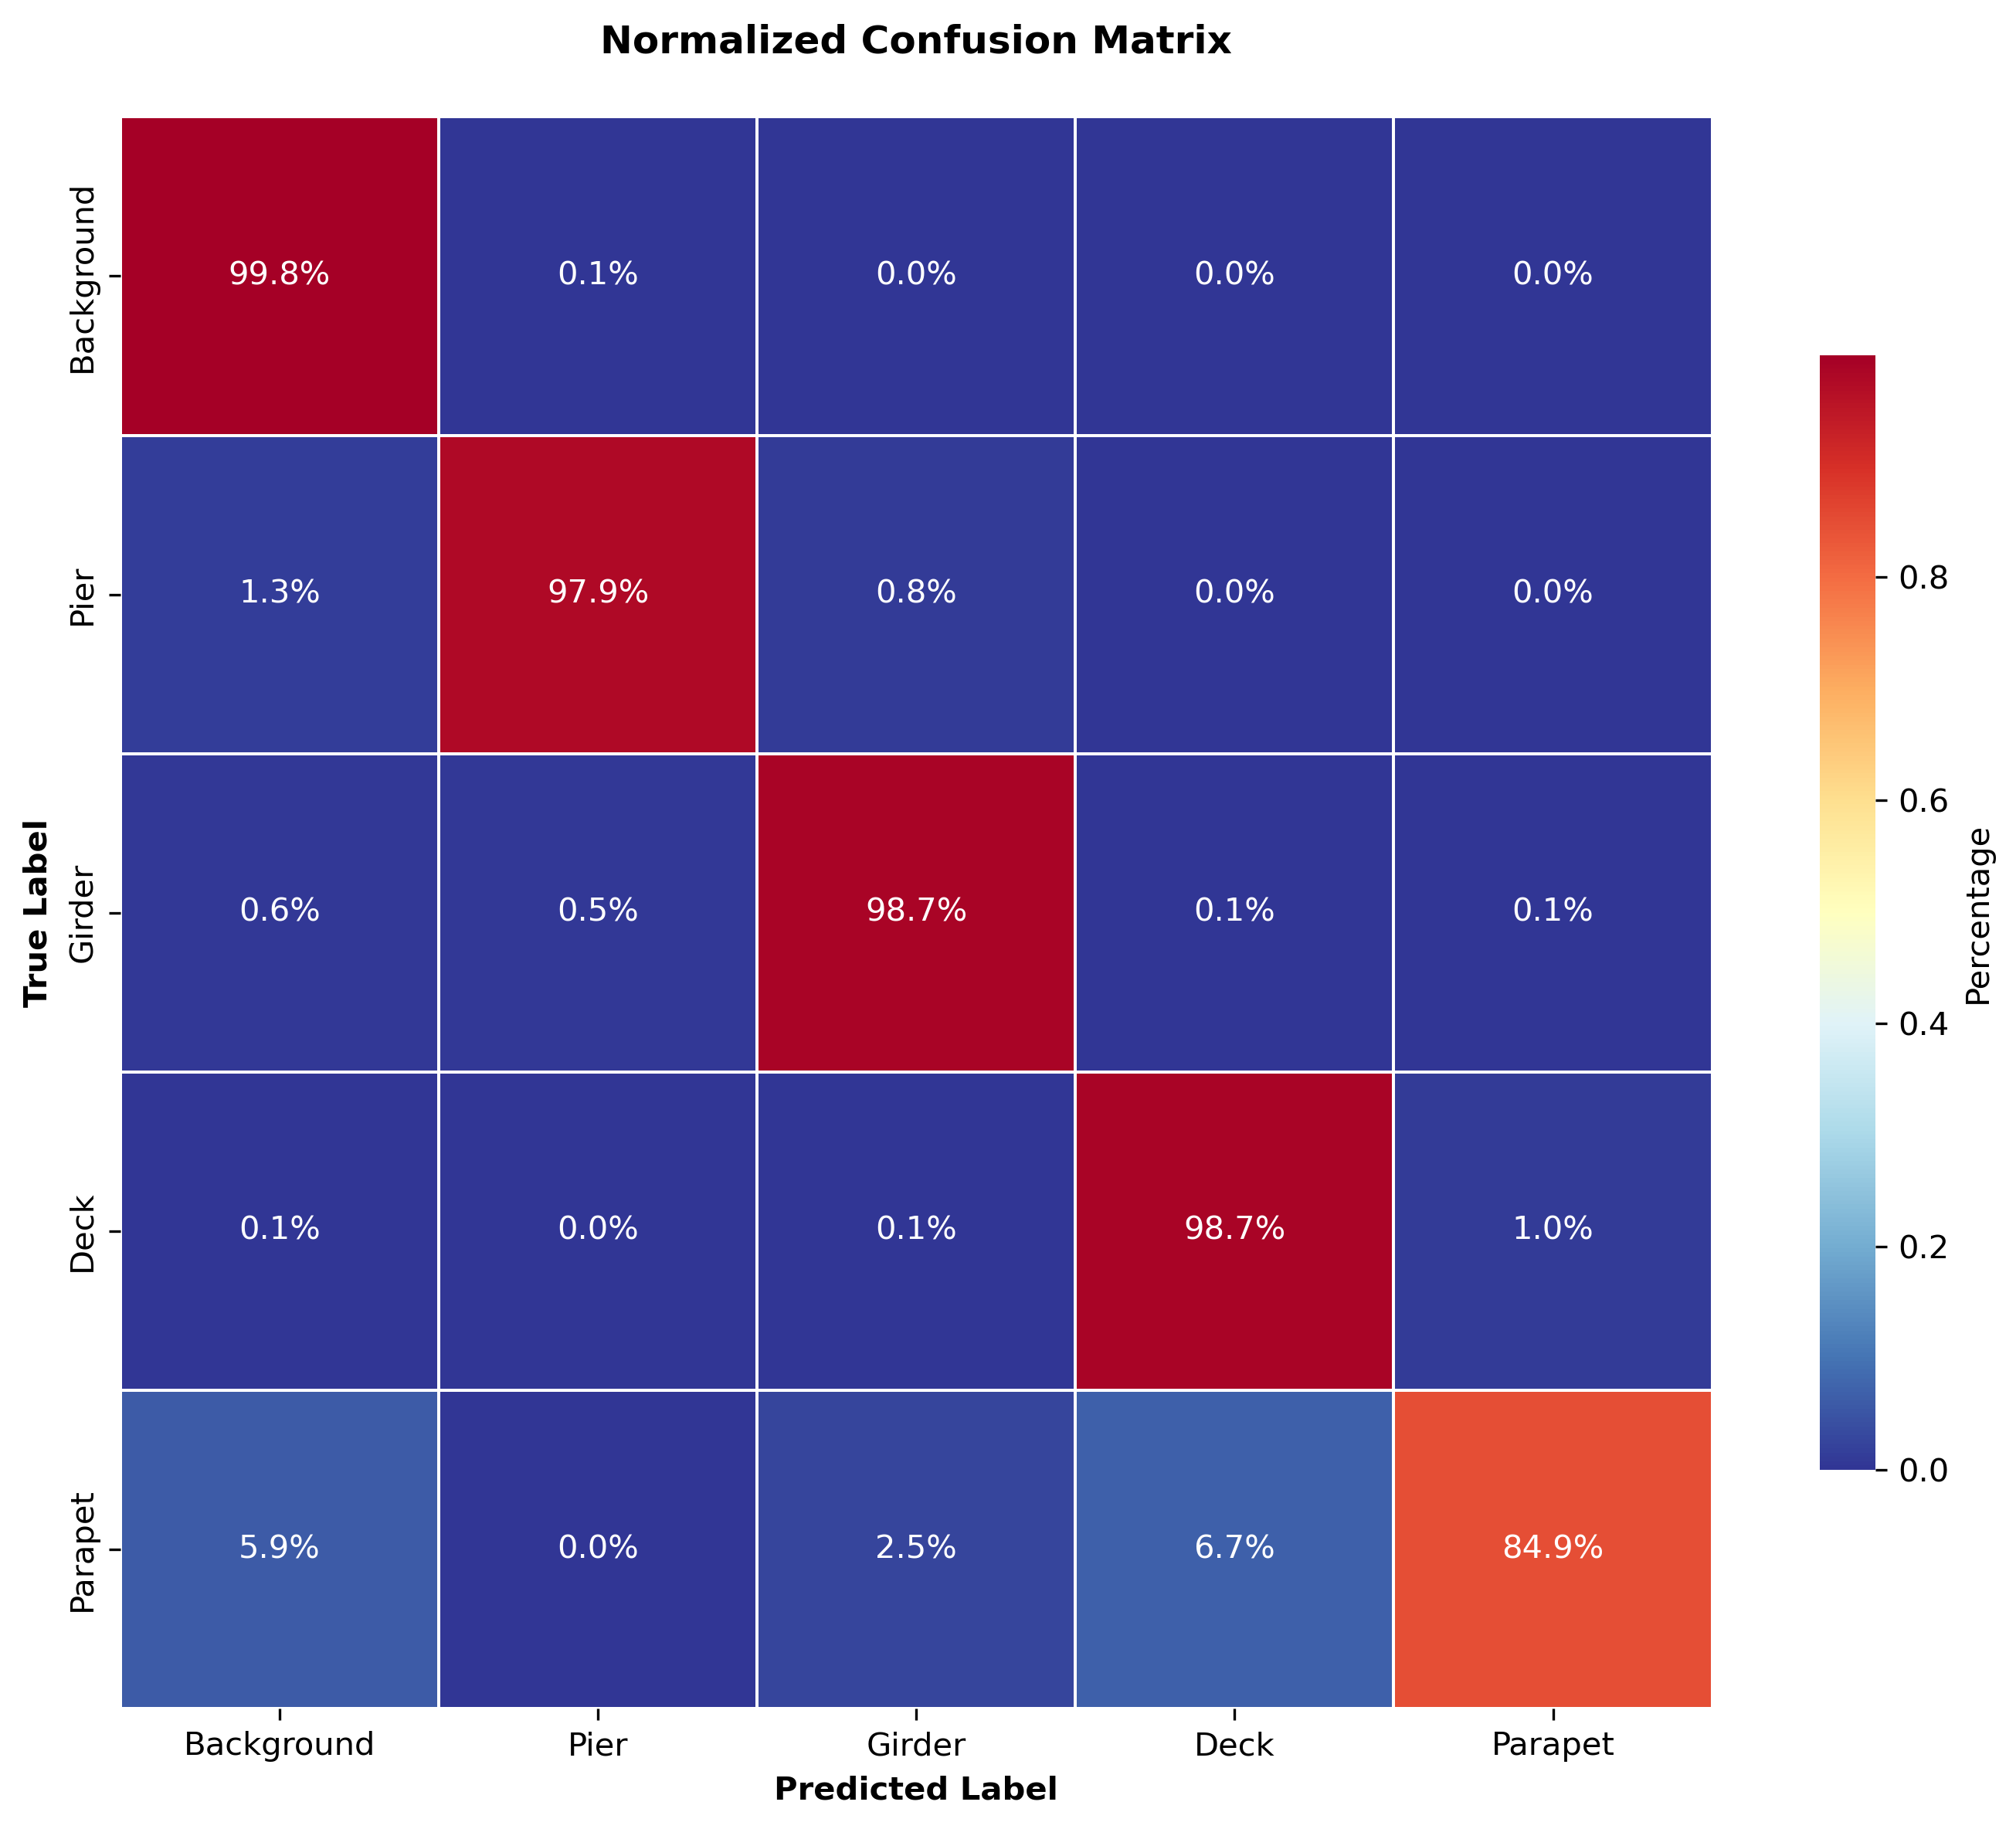 Normalized Confusion Matrix
Background
99.8%
0.1%
0.0%
0.0%
0.0%
Pier
1.3%
97.9%
0.8%
0.0%
0.0%
Girder
0.6%
0.5%
98.7%
0.1%
0.1%
Deck
0.1%
0.0%
0.1%
98.7%
1.0%
Parapet
5.9%
0.0%
2.5%
6.7%
84.9%
True Label
Background
Pier
Girder
Deck
Parapet
Predicted Label
0.8
0.6
0.4
0.2
0.0
Percentage